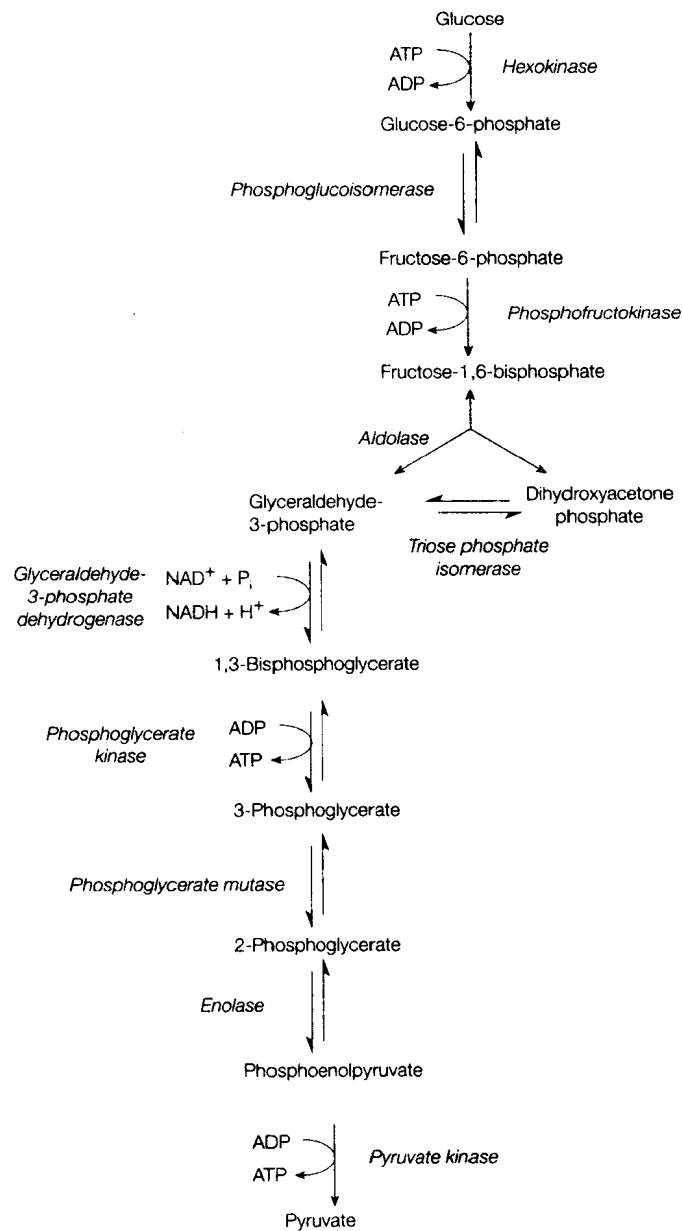 Glucose
ATP
ADP
Hexokinase
Glucose-6-phosphate
Phosphoglucoisomerase
Fructose-6-phosphate
ATP
ADP
Phosphofructokinase
Fructose-1,6-bisphosphate
Aldolase
Glyceraldehyde-
3-phosphate
Dihydroxyacetone
phosphate
Triose phosphate
isomerase
Glyceraldehyde-
3-phosphate
dehydrogenase
NAD⁺ + Pᵢ
NADH + H⁺
1,3-Bisphosphoglycerate
Phosphoglycerate
kinase
ADP
ATP
3-Phosphoglycerate
Phosphoglycerate mutase
2-Phosphoglycerate
Enolase
Phosphoenolpyruvate
ADP
ATP
Pyruvate kinase
Pyruvate